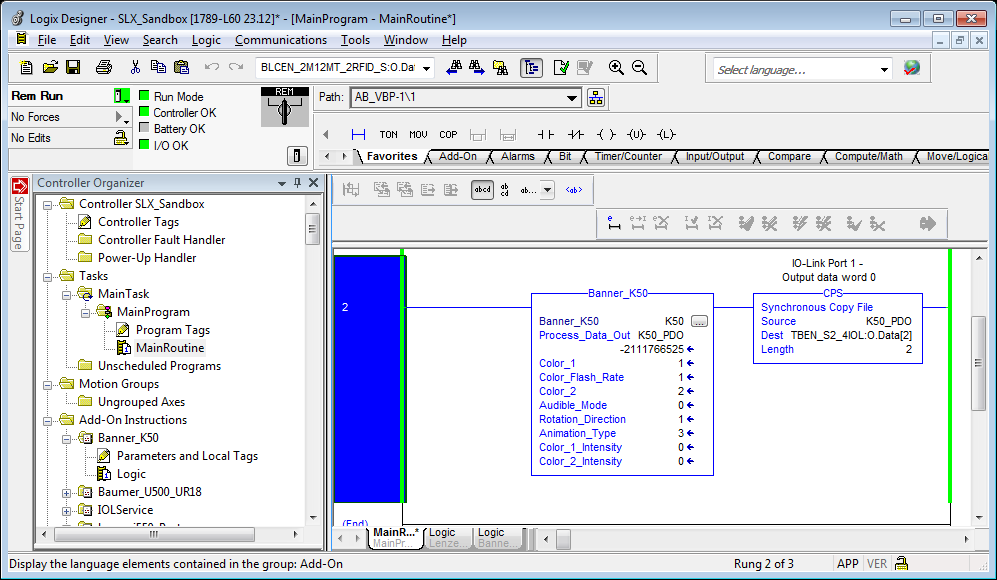 Logix Designer - SLX_Sandbox [1789-L60 23.12]* - [MainProgram - MainRoutine*]
File Edit View Search Logic Communications Tools Window Help
BLCEN_2M12MT_2RFID_S:O.Da
Select language...
Rem Run
No Forces
No Edits
Run Mode
Controller OK
Battery OK
I/O OK
REM
Path: AB_VBP-1\1
TON MOV COP
(U) (L)
Favorites Add-On Alarms Bit Timer/Counter Input/Output Compare Compute/Math Move/Logica
Start Page
Controller Organizer
Controller SLX_Sandbox
Controller Tags
Controller Fault Handler
Power-Up Handler
Tasks
MainTask
MainProgram
Program Tags
MainRoutine
Unscheduled Programs
Motion Groups
Ungrouped Axes
Add-On Instructions
Banner_K50
Parameters and Local Tags
Logic
Baumer_U500_UR18
IOLService
abcd
ab
cd
ab...
<ab>
2
Banner_K50
Banner_K50 K50 ...
Process_Data_Out K50_PDO
-2111766525
Color_1 1
Color_Flash_Rate 1
Color_2 2
Audible_Mode 0
Rotation_Direction 1
Animation_Type 3
Color_1_Intensity 0
Color_2_Intensity 0
IO-Link Port 1 -
Output data word 0
CPS
Synchronous Copy File
Source K50_PDO
Dest TBEN_S2_4IOL:O.Data[2]
Length 2
(End)
MainR...*
MainPr...
Logic
Lenze...
Logic
Banne...
Display the language elements contained in the group: Add-On
Rung 2 of 3
APP
VER